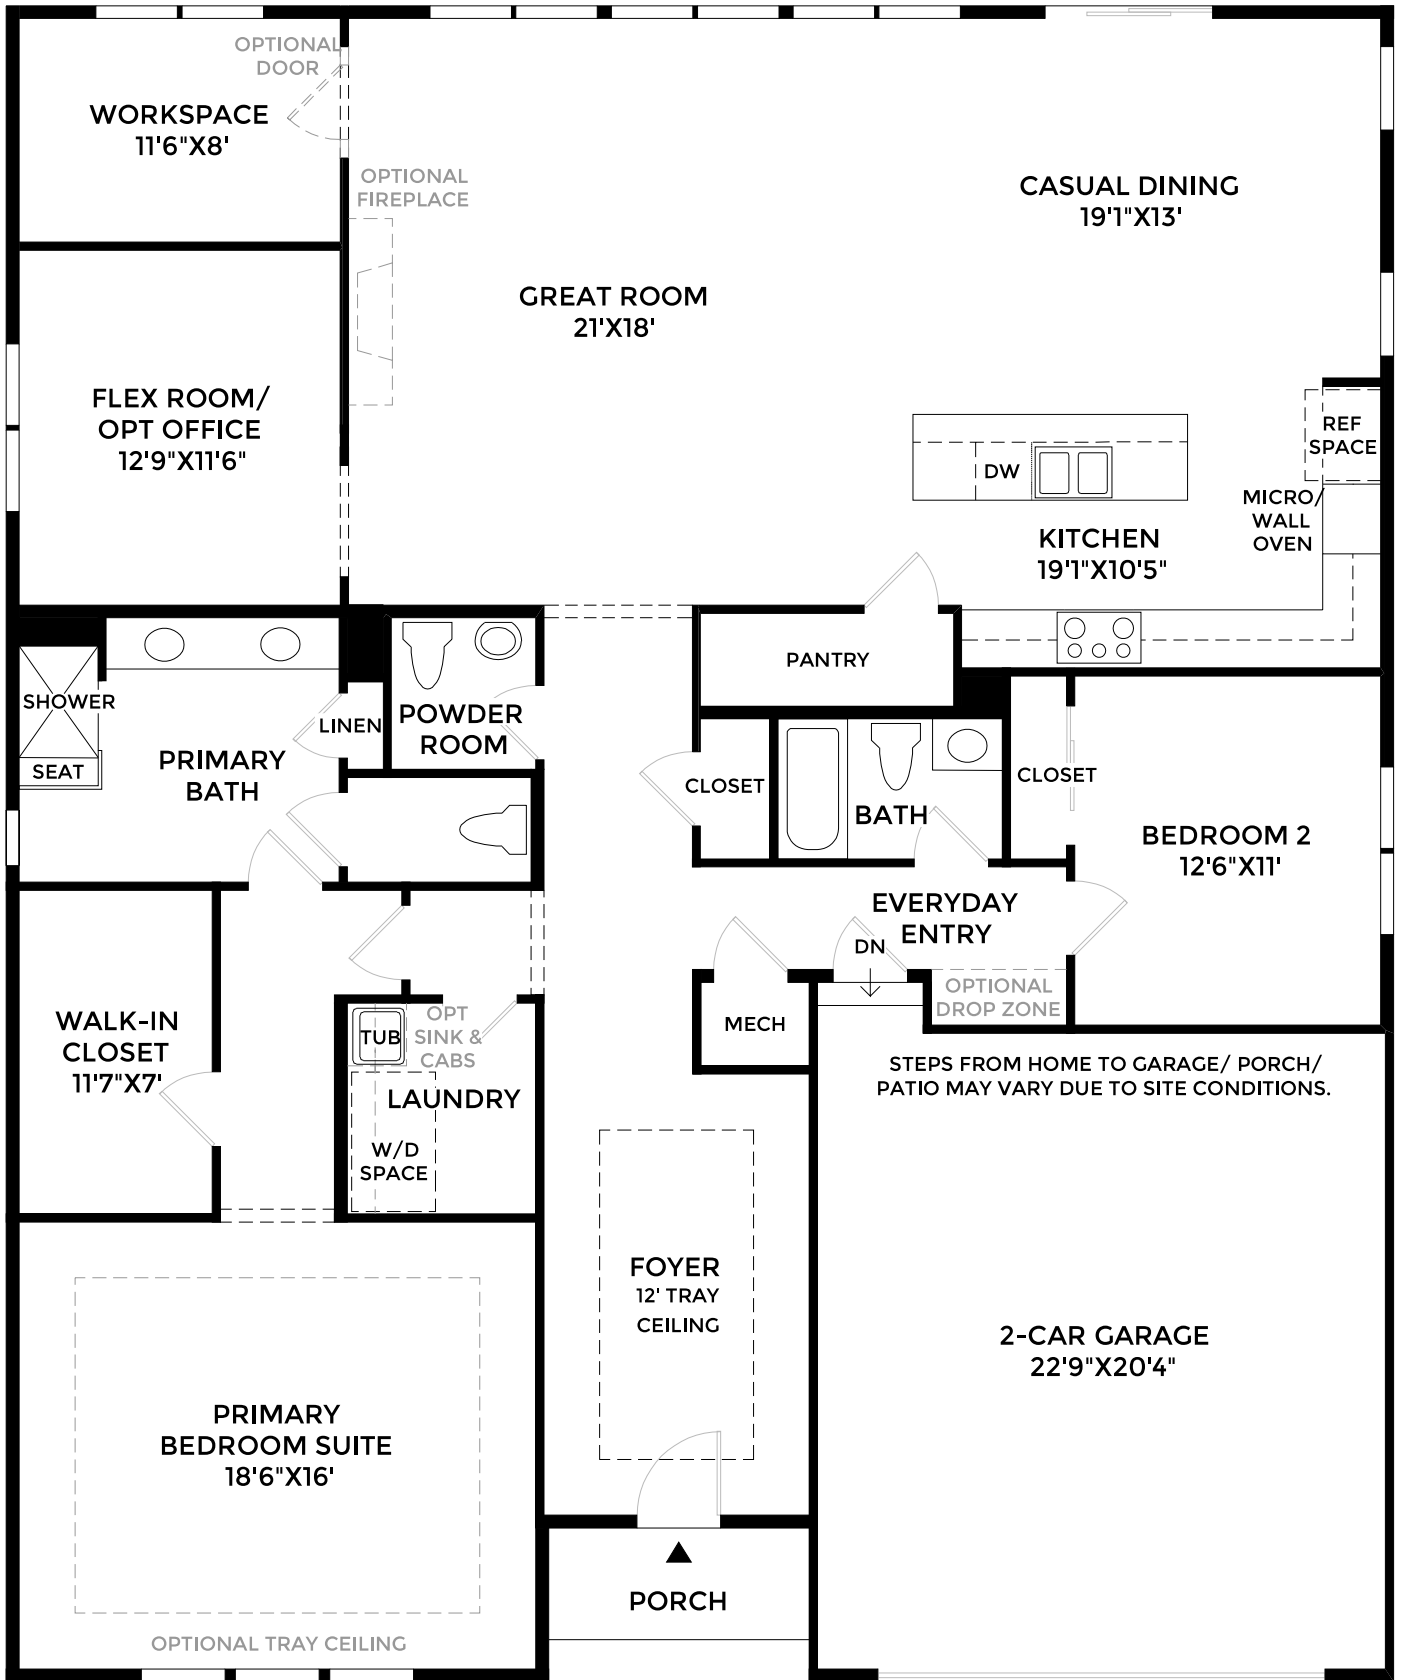 OPTIONAL
DOOR
WORKSPACE
11'6"X8'
OPTIONAL
FIREPLACE
CASUAL DINING
19'1"X13'
GREAT ROOM
21'X18'
FLEX ROOM/
OPT OFFICE
12'9"X11'6"
REF
SPACE
DW
MICRO/
WALL
OVEN
KITCHEN
19'1"X10'5"
PANTRY
SHOWER
SEAT
LINEN
POWDER
ROOM
PRIMARY
BATH
CLOSET
BATH
CLOSET
BEDROOM 2
12'6"X11'
EVERYDAY
ENTRY
DN
OPTIONAL
DROP ZONE
MECH
WALK-IN
CLOSET
11'7"X7'
TUB
OPT
SINK &
CABS
LAUNDRY
W/D
SPACE
STEPS FROM HOME TO GARAGE/ PORCH/
PATIO MAY VARY DUE TO SITE CONDITIONS.
FOYER
12' TRAY
CEILING
2-CAR GARAGE
22'9"X20'4"
PRIMARY
BEDROOM SUITE
18'6"X16'
OPTIONAL TRAY CEILING
PORCH